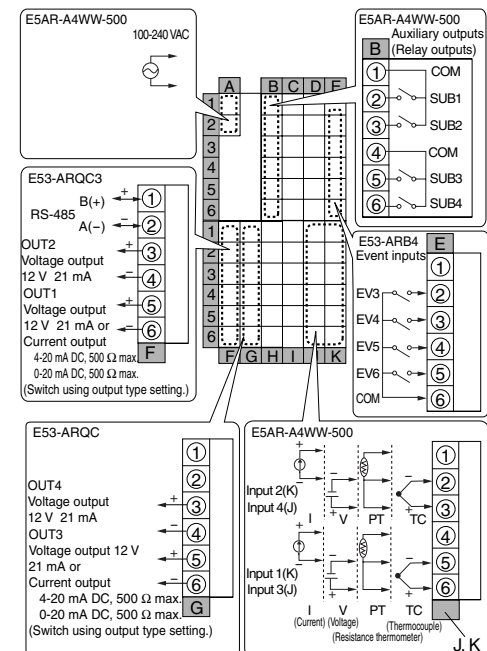 E5AR-A4WW-500
100-240 VAC
E5AR-A4WW-500
Auxiliary outputs
(Relay outputs)
B
1 COM
2 SUB1
3 SUB2
4 COM
5 SUB3
6 SUB4
A B C D E
1
2
3
4
5
6
1
2
3
4
5
6
F G H I J K
E53-ARQC3
B(+) + 1
RS-485
A(−) − 2
OUT2
Voltage output + 3
12 V 21 mA − 4
OUT1
Voltage output + 5
12 V 21 mA or − 6
Current output
4-20 mA DC, 500 Ω max.
0-20 mA DC, 500 Ω max.
F
(Switch using output type setting.)
E53-ARB4
Event inputs
E
1
EV3 2
EV4 3
EV5 4
EV6 5
COM 6
E53-ARQC
1
2
OUT4
Voltage output + 3
12 V 21 mA − 4
OUT3
Voltage output 12 V + 5
21 mA or
Current output − 6
4-20 mA DC, 500 Ω max.
0-20 mA DC, 500 Ω max.
G
(Switch using output type setting.)
E5AR-A4WW-500
1
2
3
4
5
6
+ − −
Input 2(K)
Input 4(J)
− + +
I V PT TC
+ − −
Input 1(K)
Input 3(J)
− + +
I V PT TC
(Current) (Voltage) (Thermocouple)
(Resistance thermometer)
J, K